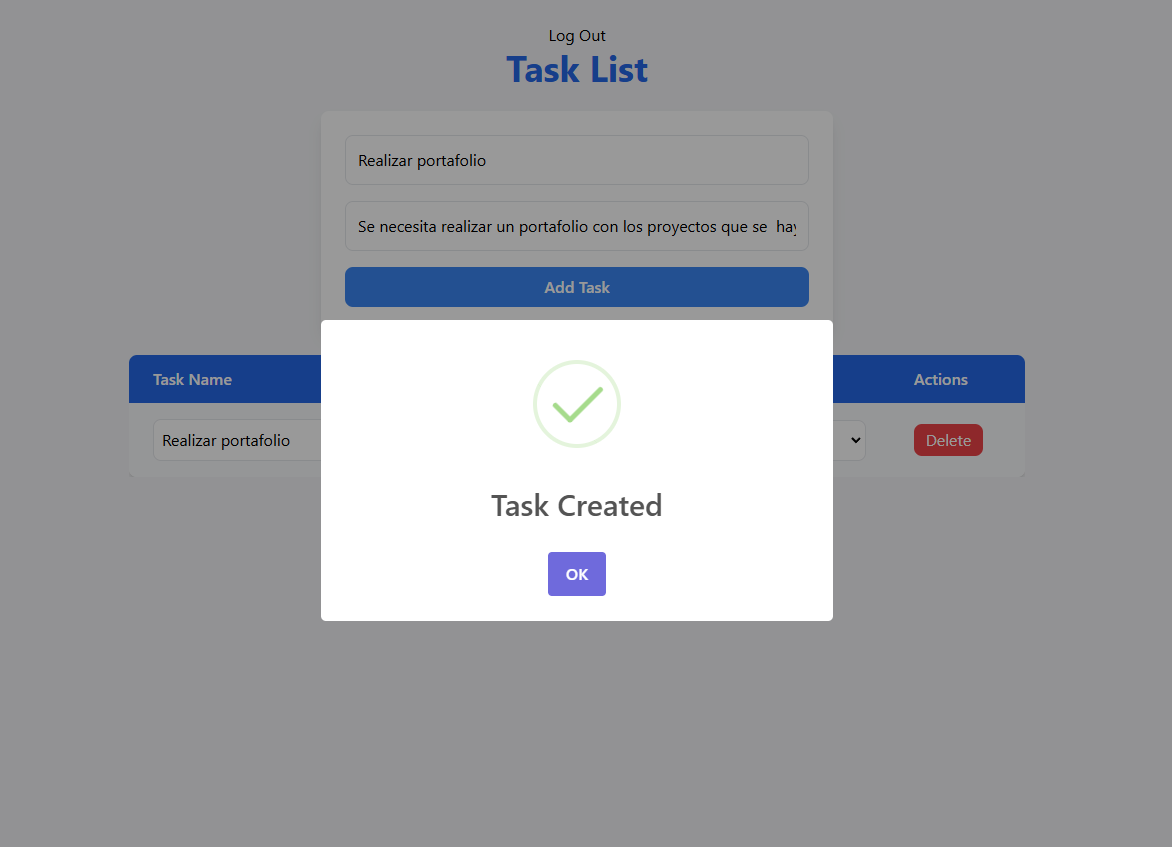 Log Out
Task List
Realizar portafolio
Se necesita realizar un portafolio con los proyectos que se hay
Add Task
Task Name
Actions
Realizar portafolio
Delete
Task Created
OK